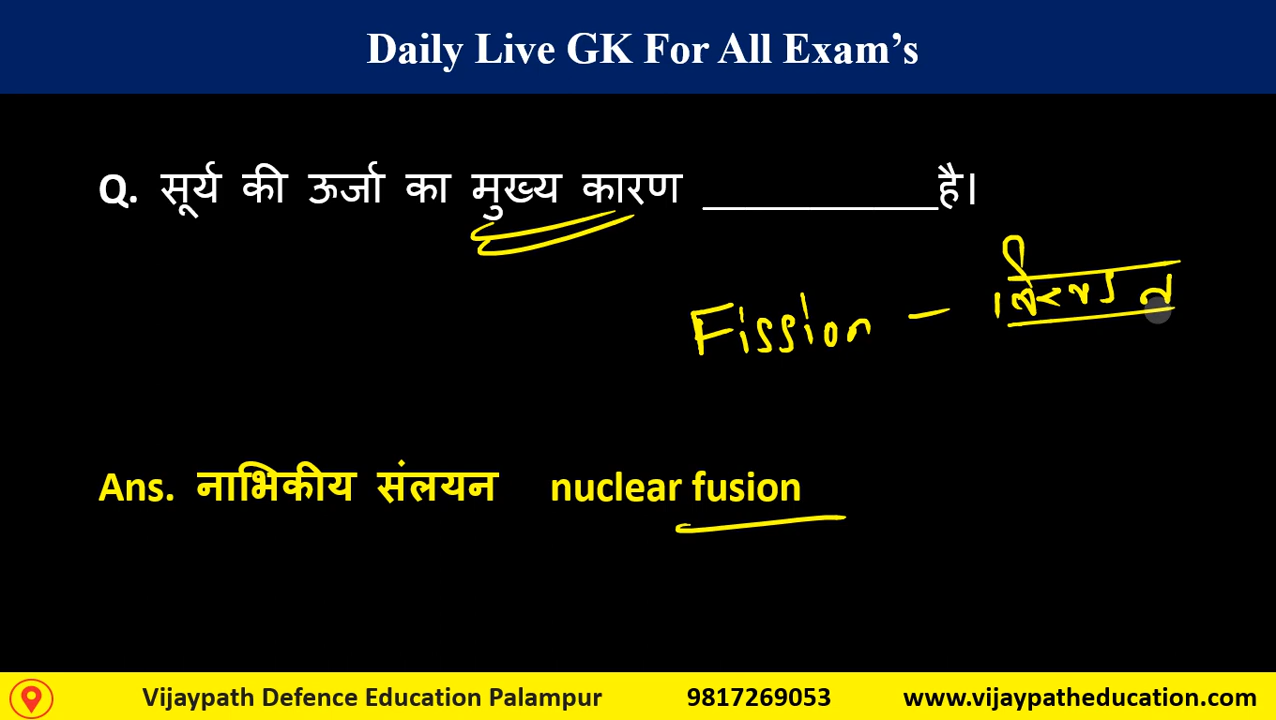 Daily Live GK For All Exam's
Q. सूर्य की ऊर्जा का मुख्य कारण ___________है।
Fission - विखण्डन
Ans. नाभिकीय संलयन nuclear fusion
Vijaypath Defence Education Palampur 9817269053 www.vijaypatheducation.com